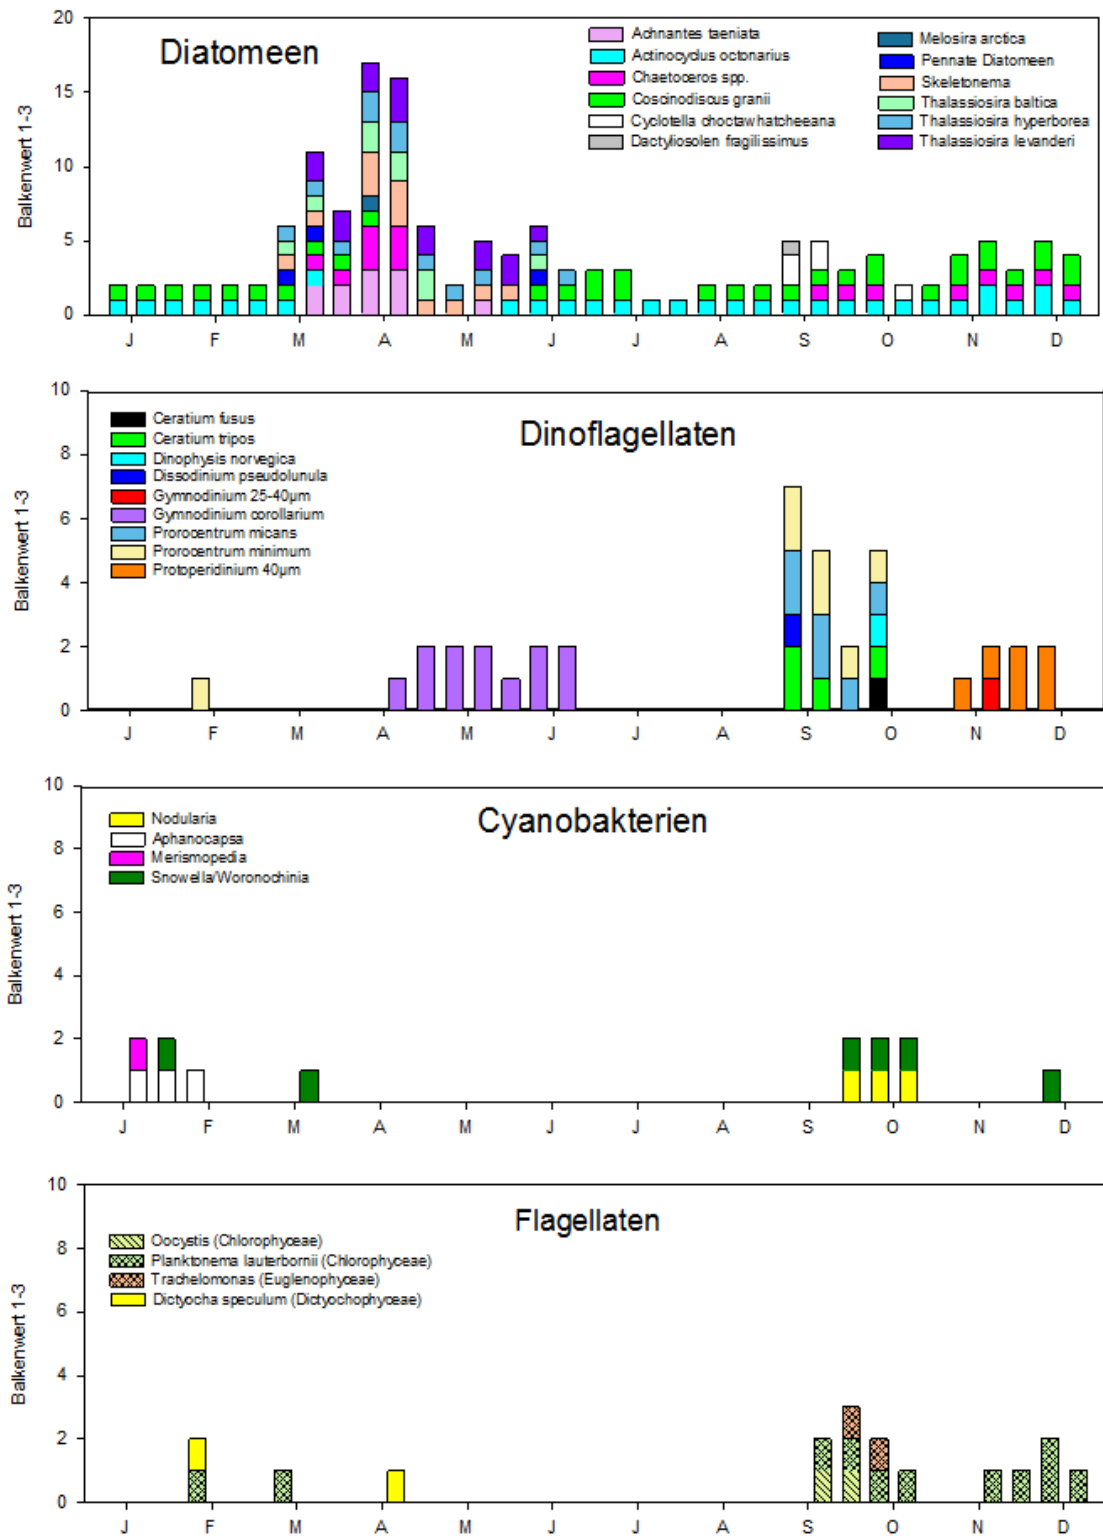 Diatomeen
Balkenwert 1-3
20
15
10
5
0
Achnantes taeniata
Actinocyclus octonarius
Chaetoceros spp.
Coscinodiscus granii
Cyclotella choctawhatcheeana
Dactyliosolen fragilissimus
Melosira arctica
Pennate Diatomeen
Skeletonema
Thalassiosira baltica
Thalassiosira hyperborea
Thalassiosira levanderi
J F M A M J J A S O N D
Dinoflagellaten
Balkenwert 1-3
10
8
6
4
2
0
Ceratium fusus
Ceratium tripos
Dinophysis norvegica
Dissodinium pseudolunula
Gymnodinium 25-40µm
Gymnodinium corollarium
Prorocentrum micans
Prorocentrum minimum
Protoperidinium 40µm
J F M A M J J A S O N D
Cyanobakterien
Balkenwert 1-3
10
8
6
4
2
0
Nodularia
Aphanocapsa
Merismopedia
Snowella/Woronochinia
J F M A M J J A S O N D
Flagellaten
Balkenwert 1-3
10
8
6
4
2
0
Oocystis (Chlorophyceae)
Planktonema lauterbornii (Chlorophyceae)
Trachelomonas (Euglenophyceae)
Dictyocha speculum (Dictyochophyceae)
J F M A M J J A S O N D